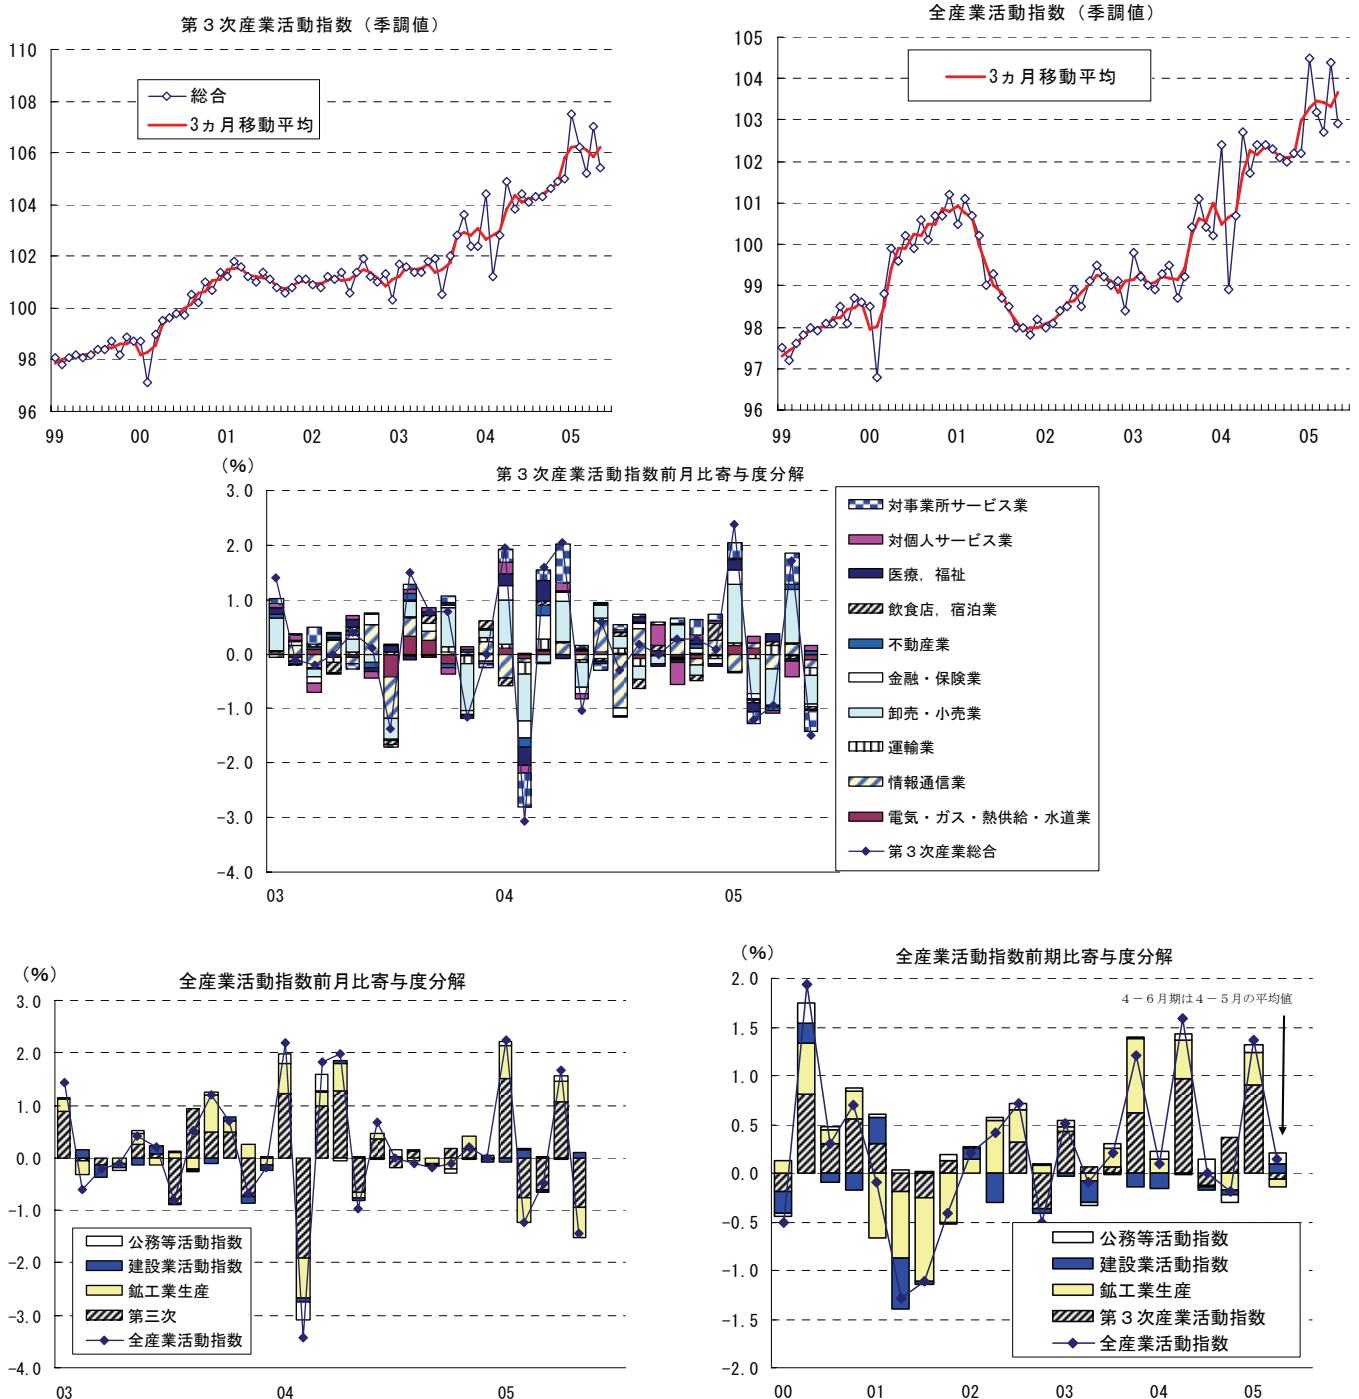 第３次産業活動指数（季調値）
110
108
106
104
102
100
98
96
総合
3ヵ月移動平均
99 00 01 02 03 04 05
全産業活動指数（季調値）
105
104
103
102
101
100
99
98
97
96
3ヵ月移動平均
99 00 01 02 03 04 05
（%）
第３次産業活動指数前月比寄与度分解
3.0
2.0
1.0
0.0
-1.0
-2.0
-3.0
-4.0
03 04 05
対事業所サービス業
対個人サービス業
医療，福祉
飲食店，宿泊業
不動産業
金融・保険業
卸売・小売業
運輸業
情報通信業
電気・ガス・熱供給・水道業
第３次産業総合
（%）
全産業活動指数前月比寄与度分解
3.0
2.0
1.0
0.0
-1.0
-2.0
-3.0
-4.0
公務等活動指数
建設業活動指数
鉱工業生産
第三次
全産業活動指数
03 04 05
（%）
全産業活動指数前期比寄与度分解
4－6月期は4－5月の平均値
2.0
1.5
1.0
0.5
0.0
-0.5
-1.0
-1.5
-2.0
公務等活動指数
建設業活動指数
鉱工業生産
第３次産業活動指数
全産業活動指数
00 01 02 03 04 05